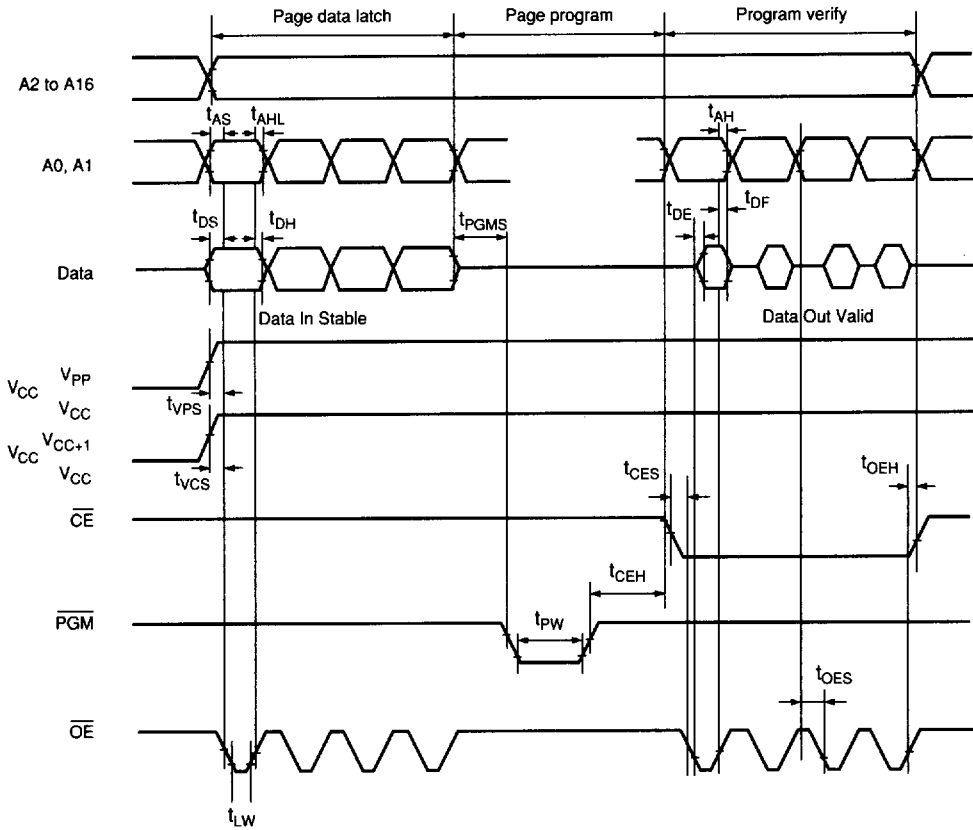 Page data latch Page program Program verify
A2 to A16
tAS tAHL tAH
A0, A1
tDS tDH tPGMS tDE tDF
Data
Data In Stable Data Out Valid
VPP
VCC
tVPS
VCC
VCC+1
VCC
tVCS
VCC
tCES tOEH
CE
tCEH
PGM
tPW
tOES
OE
tLW